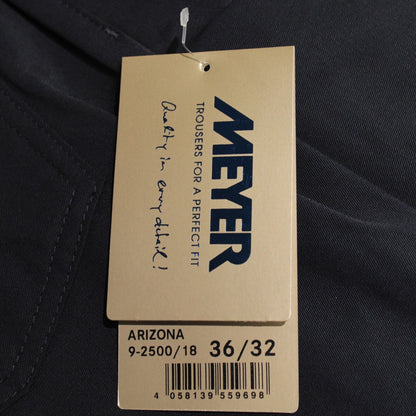 MEYER
TROUSERS FOR A PERFECT FIT
Quality in every detail!
ARIZONA
9-2500/18 36/32
4 058139 559698